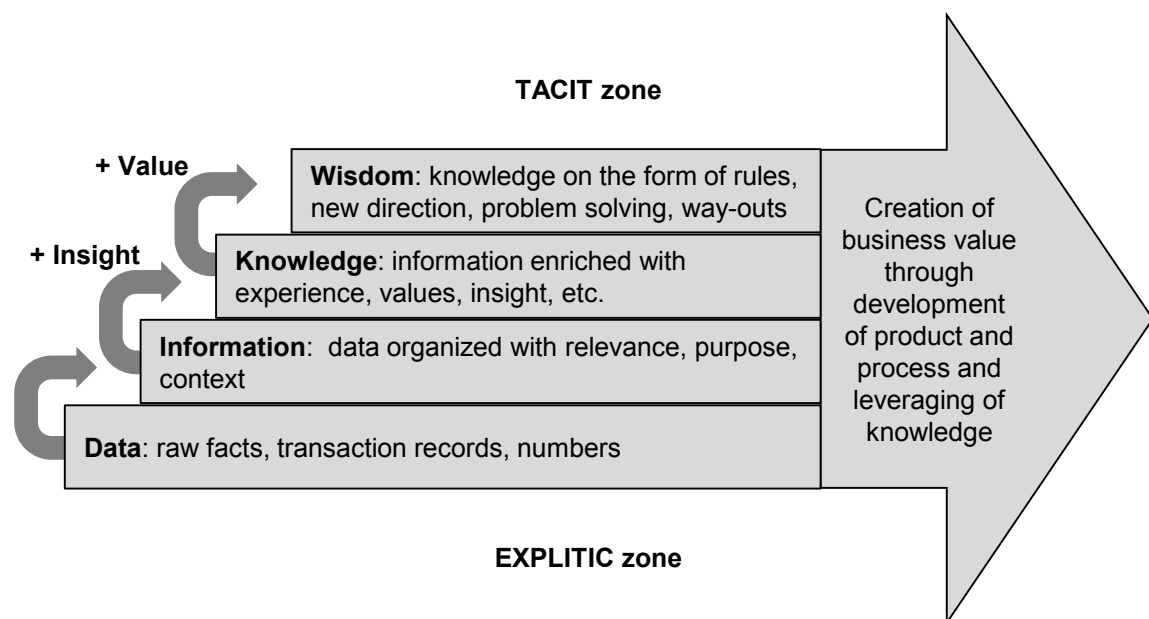 TACIT zone
+ Value
Wisdom: knowledge on the form of rules,
new direction, problem solving, way-outs
+ Insight
Knowledge: information enriched with
experience, values, insight, etc.
Information:  data organized with relevance, purpose,
context
Data: raw facts, transaction records, numbers
Creation of
business value
through
development
of product and
process and
leveraging of
knowledge
EXPLITIC zone